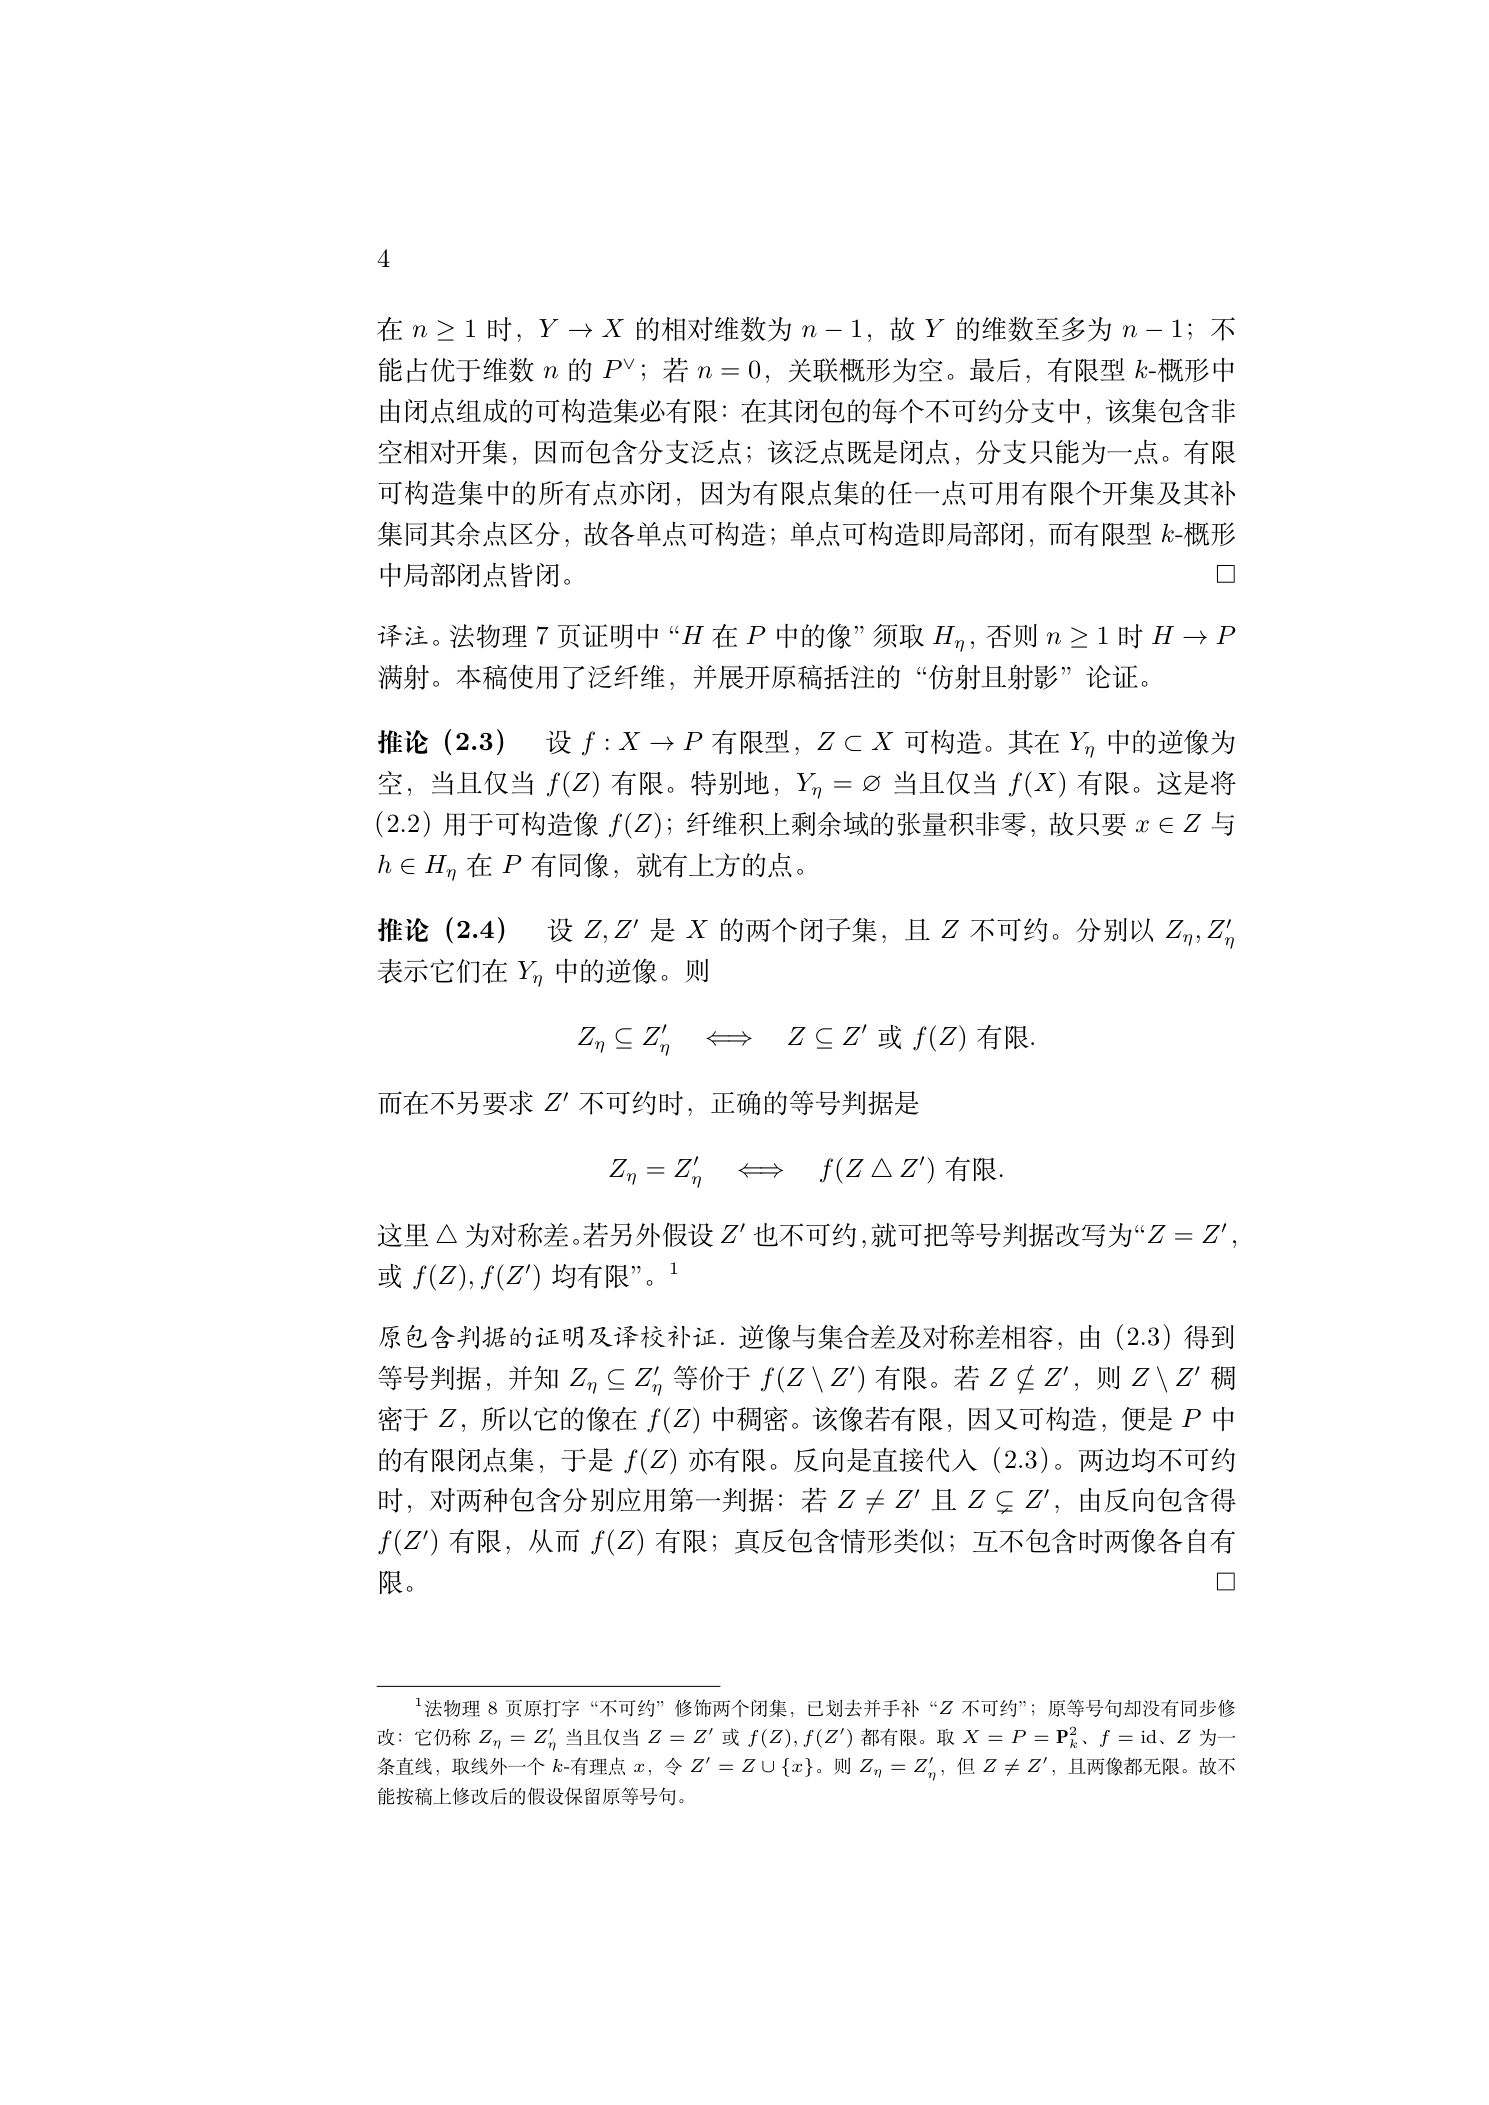 4
在 n ≥ 1 时，Y → X 的相对维数为 n − 1，故 Y 的维数至多为 n − 1；不
能占优于维数 n 的 P∨；若 n = 0，关联概形为空。最后，有限型 k-概形中
由闭点组成的可构造集必有限：在其闭包的每个不可约分支中，该集包含非
空相对开集，因而包含分支泛点；该泛点既是闭点，分支只能为一点。有限
可构造集中的所有点亦闭，因为有限点集的任一点可用有限个开集及其补
集同其余点区分，故各单点可构造；单点可构造即局部闭，而有限型 k-概形
中局部闭点皆闭。 □
译注。法物理 7 页证明中 “H 在 P 中的像” 须取 Hη，否则 n ≥ 1 时 H → P
满射。本稿使用了泛纤维，并展开原稿括注的 “仿射且射影” 论证。
推论（2.3） 设 f : X → P 有限型，Z ⊂ X 可构造。其在 Yη 中的逆像为
空，当且仅当 f(Z) 有限。特别地，Yη = ∅ 当且仅当 f(X) 有限。这是将
（2.2）用于可构造像 f(Z)；纤维积上剩余域的张量积非零，故只要 x ∈ Z 与
h ∈ Hη 在 P 有同像，就有上方的点。
推论（2.4） 设 Z, Z′ 是 X 的两个闭子集，且 Z 不可约。分别以 Zη, Z′η
表示它们在 Yη 中的逆像。则
Zη ⊆ Z′η ⟺ Z ⊆ Z′ 或 f(Z) 有限.
而在不另要求 Z′ 不可约时，正确的等号判据是
Zη = Z′η ⟺ f(Z △ Z′) 有限.
这里 △ 为对称差。若另外假设 Z′ 也不可约，就可把等号判据改写为“Z = Z′，
或 f(Z), f(Z′) 均有限”。¹
原包含判据的证明及译校补证. 逆像与集合差及对称差相容，由（2.3）得到
等号判据，并知 Zη ⊆ Z′η 等价于 f(Z \ Z′) 有限。若 Z ⊈ Z′，则 Z \ Z′ 稠
密于 Z，所以它的像在 f(Z) 中稠密。该像若有限，因又可构造，便是 P 中
的有限闭点集，于是 f(Z) 亦有限。反向是直接代入（2.3）。两边均不可约
时，对两种包含分别应用第一判据：若 Z ≠ Z′ 且 Z ⊊ Z′，由反向包含得
f(Z′) 有限，从而 f(Z) 有限；真反包含情形类似；互不包含时两像各自有
限。 □
¹法物理 8 页原打字 “不可约” 修饰两个闭集，已划去并手补 “Z 不可约”；原等号句却没有同步修
改：它仍称 Zη = Z′η 当且仅当 Z = Z′ 或 f(Z), f(Z′) 都有限。取 X = P = 𝐏²ₖ、f = id、Z 为一
条直线，取线外一个 k-有理点 x，令 Z′ = Z ∪ {x}。则 Zη = Z′η，但 Z ≠ Z′，且两像都无限。故不
能按稿上修改后的假设保留原等号句。